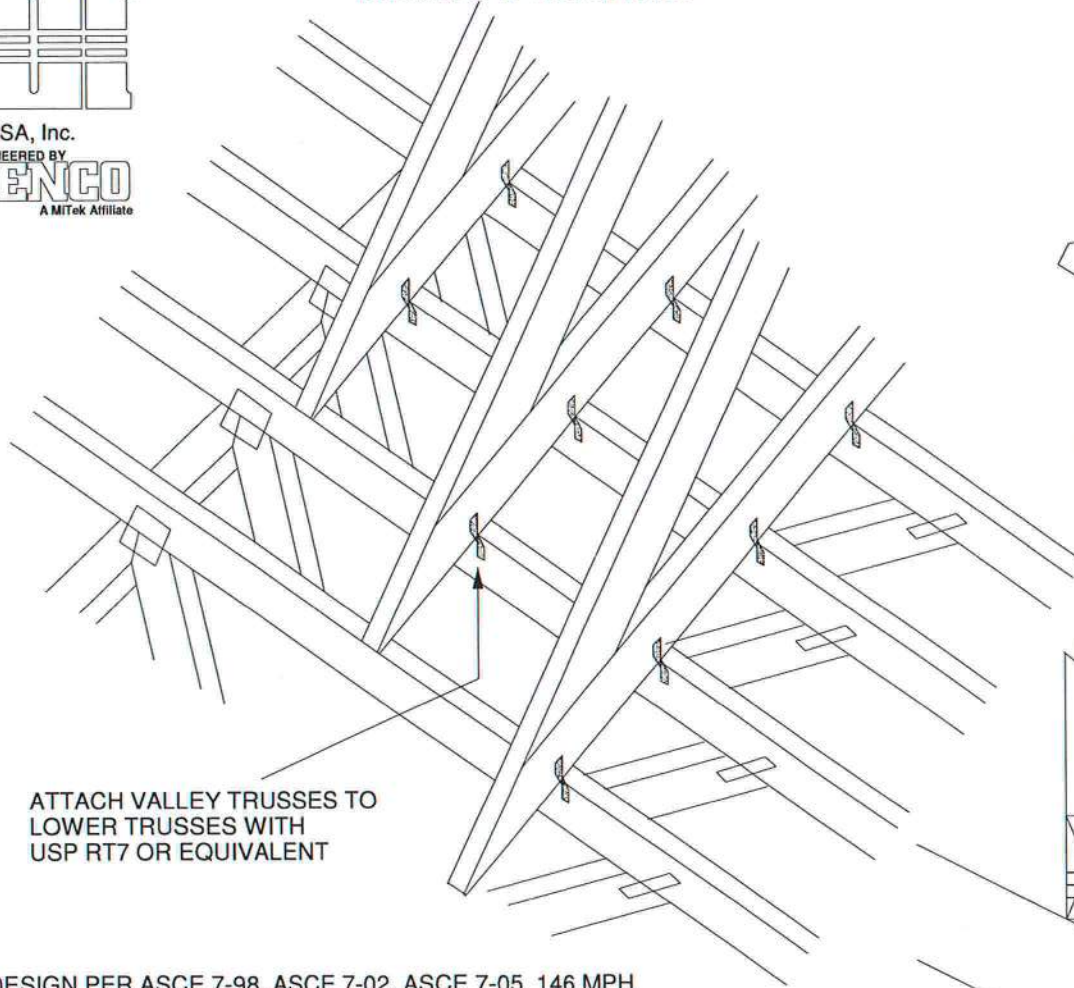 SA, Inc.
EERED BY
ENCO
A MiTek Affiliate
ATTACH VALLEY TRUSSES TO
LOWER TRUSSES WITH
USP RT7 OR EQUIVALENT
DESIGN PER ASCE 7-98, ASCE 7-02, ASCE 7-05, 146 MPH